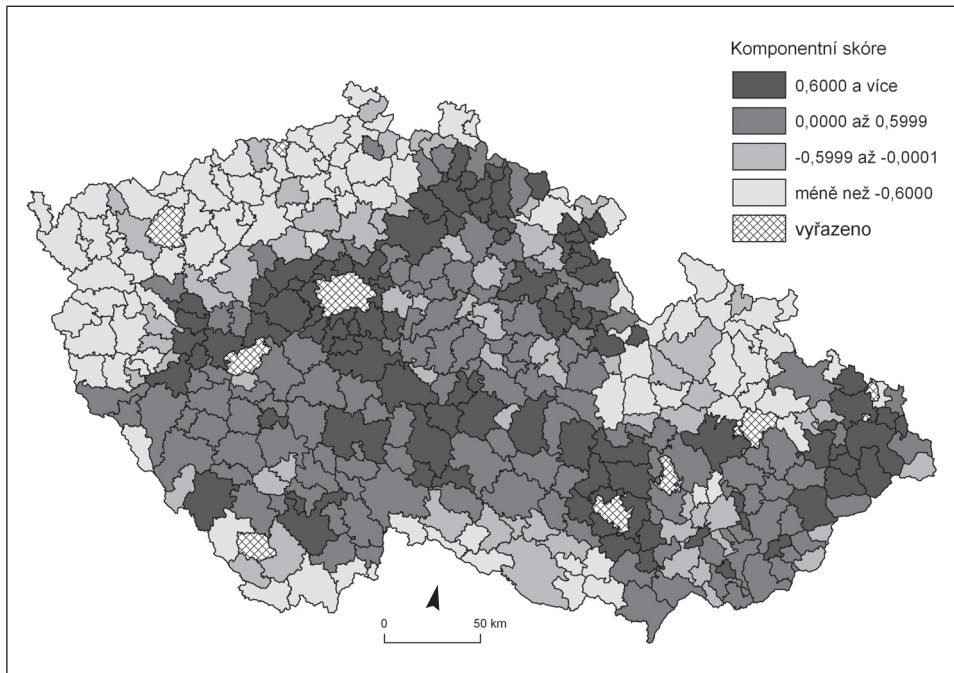 Komponentní skóre
0,6000 a více
0,0000 až 0,5999
-0,5999 až -0,0001
méně než -0,6000
vyřazeno
0 50 km